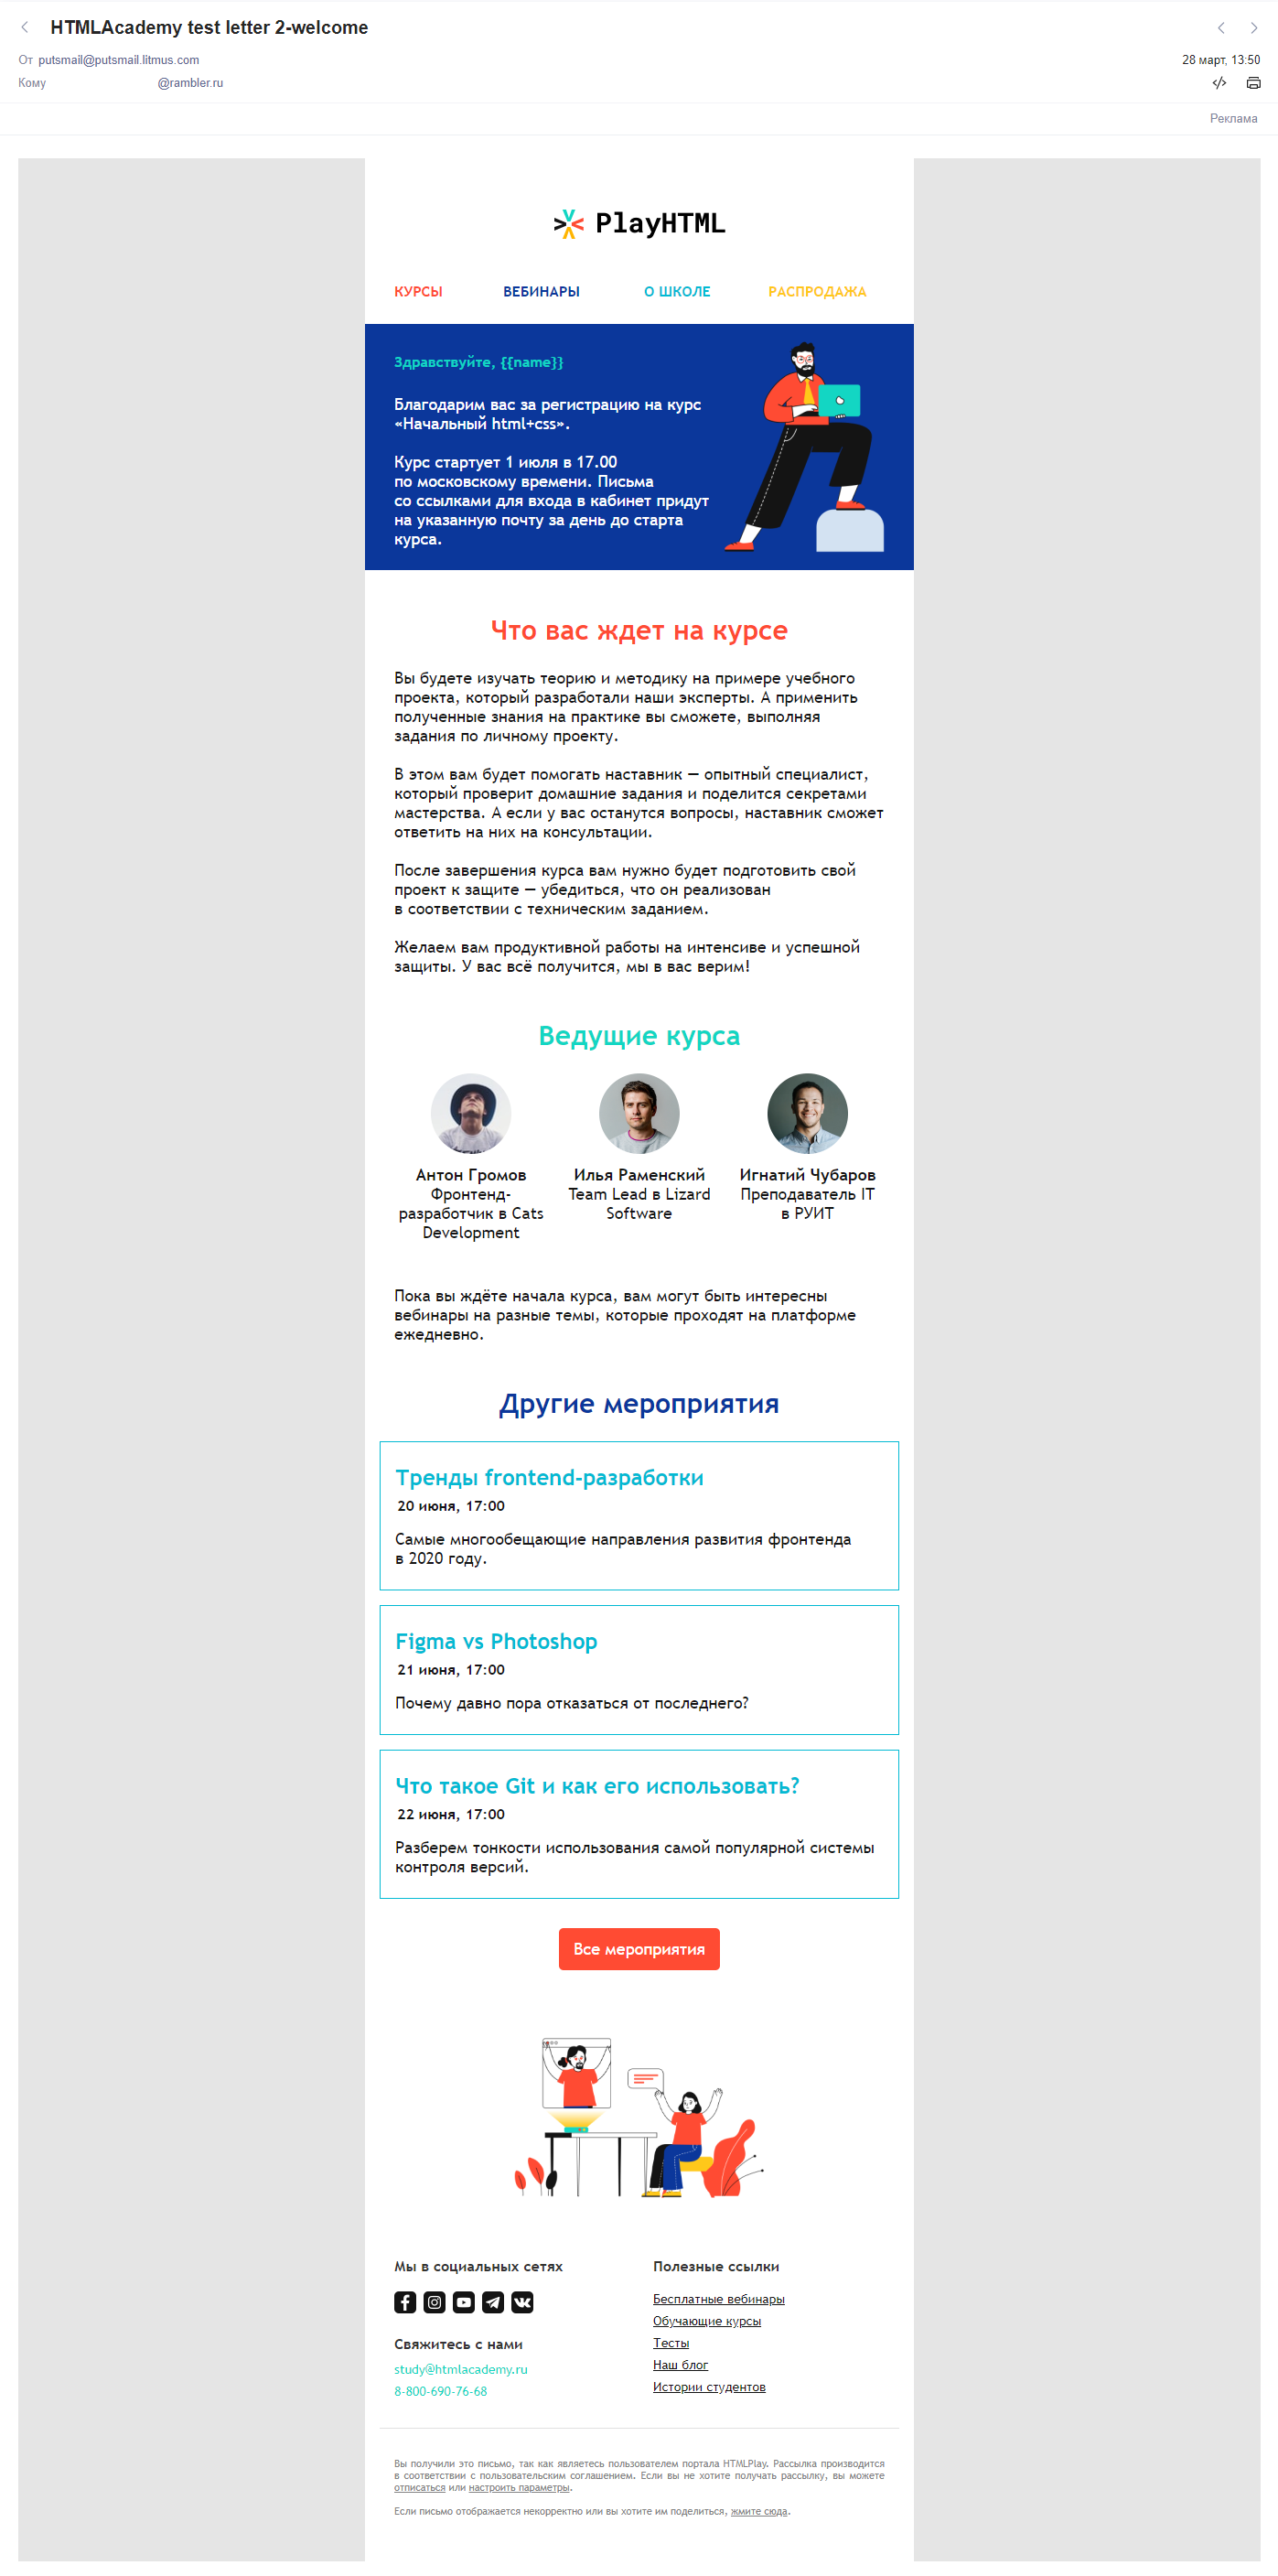 HTMLAcademy test letter 2-welcome
От putsmail@putsmail.litmus.com
28 март, 13:50
Кому @rambler.ru
Реклама
PlayHTML
КУРСЫ ВЕБИНАРЫ О ШКОЛЕ РАСПРОДАЖА
Здравствуйте, {{name}}
Благодарим вас за регистрацию на курс
«Начальный html+css».
Курс стартует 1 июля в 17.00
по московскому времени. Письма
со ссылками для входа в кабинет придут
на указанную почту за день до старта
курса.
Что вас ждет на курсе
Вы будете изучать теорию и методику на примере учебного
проекта, который разработали наши эксперты. А применить
полученные знания на практике вы сможете, выполняя
задания по личному проекту.
В этом вам будет помогать наставник — опытный специалист,
который проверит домашние задания и поделится секретами
мастерства. А если у вас останутся вопросы, наставник сможет
ответить на них на консультации.
После завершения курса вам нужно будет подготовить свой
проект к защите — убедиться, что он реализован
в соответствии с техническим заданием.
Желаем вам продуктивной работы на интенсиве и успешной
защиты. У вас всё получится, мы в вас верим!
Ведущие курса
Антон Громов
Фронтенд-
разработчик в Cats
Development
Илья Раменский
Team Lead в Lizard
Software
Игнатий Чубаров
Преподаватель IT
в РУИТ
Пока вы ждёте начала курса, вам могут быть интересны
вебинары на разные темы, которые проходят на платформе
ежедневно.
Другие мероприятия
Тренды frontend-разработки
20 июня, 17:00
Самые многообещающие направления развития фронтенда
в 2020 году.
Figma vs Photoshop
21 июня, 17:00
Почему давно пора отказаться от последнего?
Что такое Git и как его использовать?
22 июня, 17:00
Разберем тонкости использования самой популярной системы
контроля версий.
Все мероприятия
Мы в социальных сетях
Свяжитесь с нами
study@htmlacademy.ru
8-800-690-76-68
Полезные ссылки
Бесплатные вебинары
Обучающие курсы
Тесты
Наш блог
Истории студентов
Вы получили это письмо, так как являетесь пользователем портала HTMLPlay. Рассылка производится
в соответствии с пользовательским соглашением. Если вы не хотите получать рассылку, вы можете
отписаться или настроить параметры.
Если письмо отображается некорректно или вы хотите им поделиться, жмите сюда.